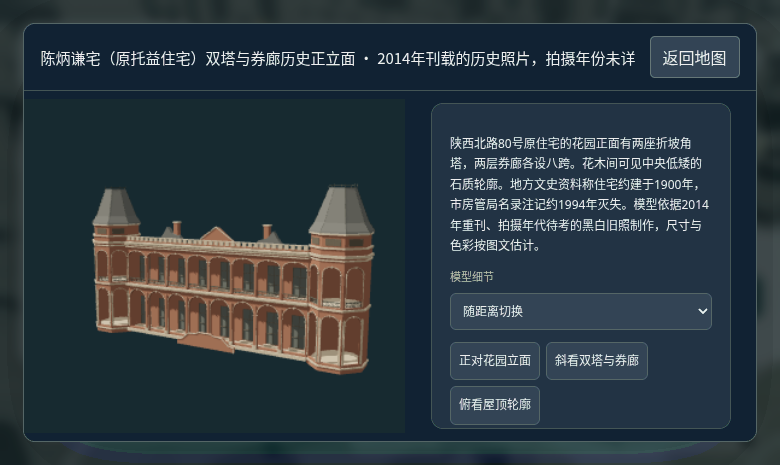 陈炳谦宅（原托益住宅）双塔与券廊历史正立面 · 2014年刊载的历史照片，拍摄年份未详
返回地图
陕西北路80号原住宅的花园正面有两座折坡角
塔，两层券廊各设八跨。花木间可见中央低矮的
石质轮廓。地方文史资料称住宅约建于1900年，
市房管局名录注记约1994年灭失。模型依据2014
年重刊、拍摄年代待考的黑白旧照制作，尺寸与
色彩按图文估计。
模型细节
随距离切换
正对花园立面
斜看双塔与券廊
俯看屋顶轮廓